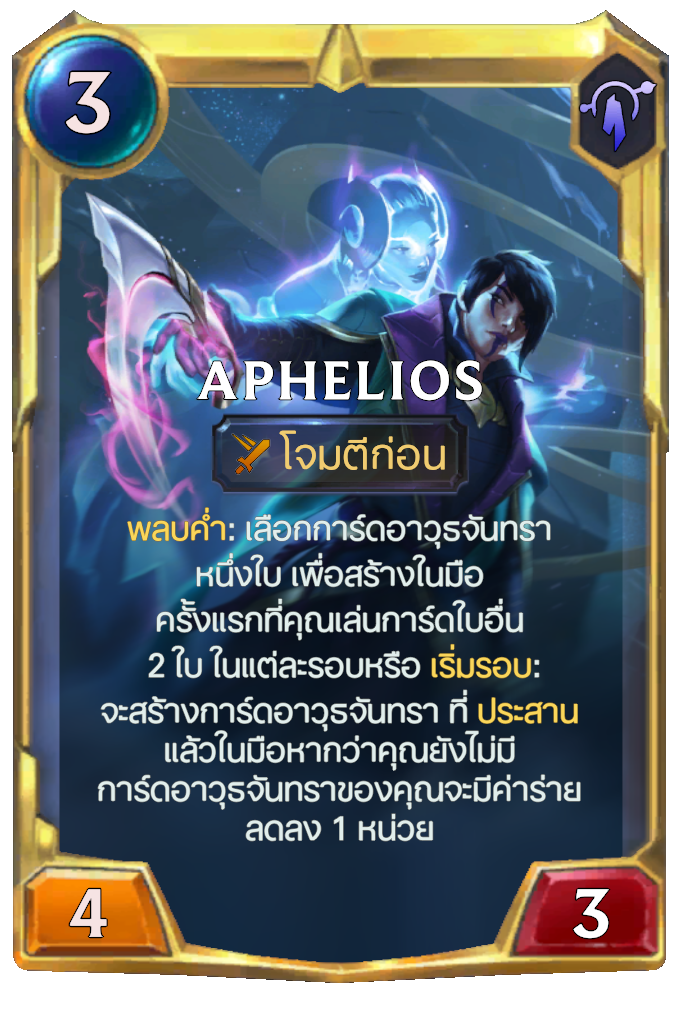 3
APHELIOS
โจมตีก่อน
พลบค่ำ: เลือกการ์ดอาวุธจันทรา
หนึ่งใบ เพื่อสร้างในมือ
ครั้งแรกที่คุณเล่นการ์ดใบอื่น
2 ใบ ในแต่ละรอบหรือ เริ่มรอบ:
จะสร้างการ์ดอาวุธจันทรา ที่ ประสาน
แล้วในมือหากว่าคุณยังไม่มี
การ์ดอาวุธจันทราของคุณจะมีค่าร่าย
ลดลง 1 หน่วย
4
3